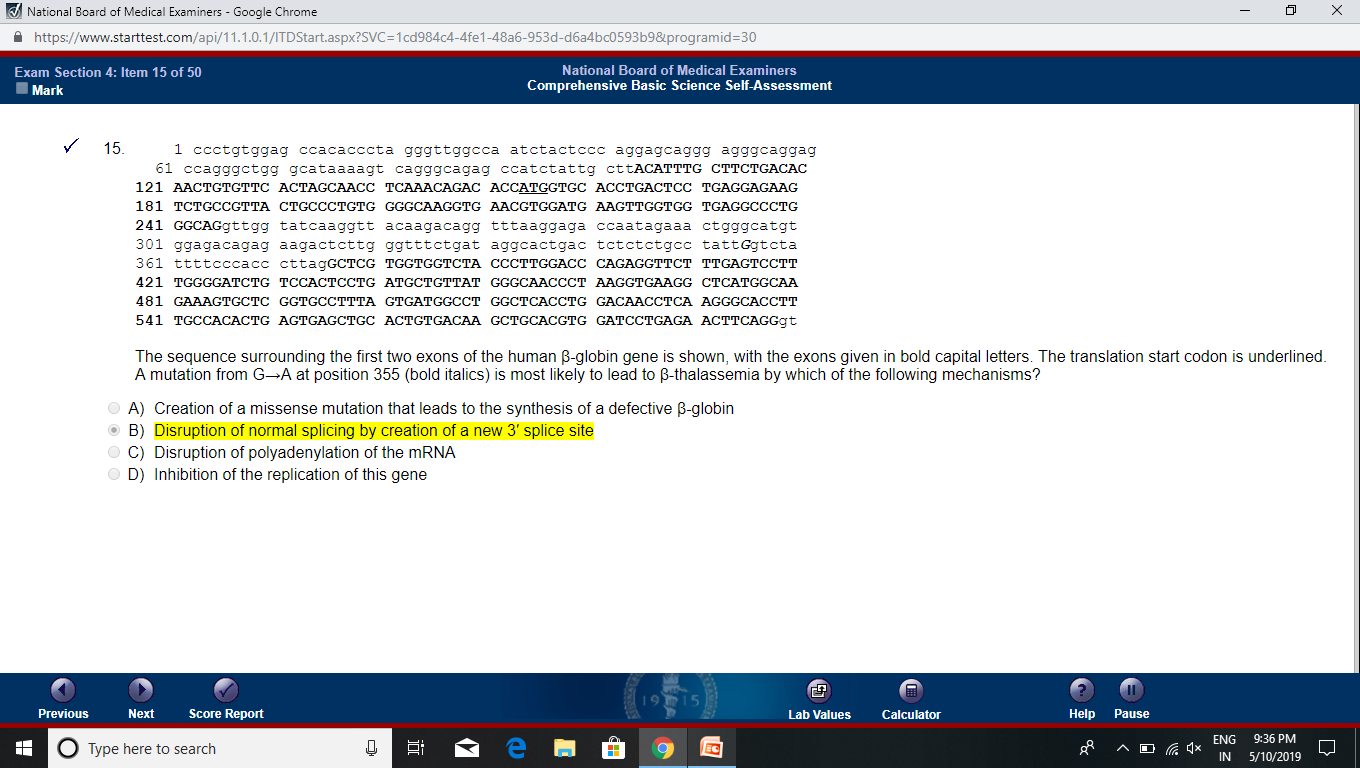 National Board of Medical Examiners - Google Chrome
https://www.starttest.com/api/11.1.0.1/ITDStart.aspx?SVC=1cd984c4-4fe1-48a6-953d-d6a4bc0593b9&programid=30
Exam Section 4: Item 15 of 50
National Board of Medical Examiners
Mark
Comprehensive Basic Science Self-Assessment
15.
1 ccctgtggag ccacacccta gggttggcca atctactccc aggagcaggg agggcaggag
61 ccagggctgg gcataaaagt cagggcagag ccatctattg cttACATTTG CTTCTGACAC
121 AACTGTGTTC ACTAGCAACC TCAAACAGAC ACCATGGTGC ACCTGACTCC TGAGGAGAAG
181 TCTGCCGTTA CTGCCCTGTG GGGCAAGGTG AACGTGGATG AAGTTGGTGG TGAGGCCCTG
241 GGCAGgttgg tatcaaggtt acaagacagg tttaaggaga ccaatagaaa ctgggcatgt
301 ggagacagag aagactcttg ggtttctgat aggcactgac tctctctgcc tattGgtcta
361 ttttcccacc cttagGCTCG TGGTGGTCTA CCCTTGGACC CAGAGGTTCT TTGAGTCCTT
421 TGGGGATCTG TCCACTCCTG ATGCTGTTAT GGGCAACCCT AAGGTGAAGG CTCATGGCAA
481 GAAAGTGCTC GGTGCCTTTA GTGATGGCCT GGCTCACCTG GACAACCTCA AGGGCACCTT
541 TGCCACACTG AGTGAGCTGC ACTGTGACAA GCTGCACGTG GATCCTGAGA ACTTCAGGgt
The sequence surrounding the first two exons of the human β-globin gene is shown, with the exons given in bold capital letters. The translation start codon is underlined.
A mutation from G→A at position 355 (bold italics) is most likely to lead to β-thalassemia by which of the following mechanisms?
A) Creation of a missense mutation that leads to the synthesis of a defective β-globin
B) Disruption of normal splicing by creation of a new 3′ splice site
C) Disruption of polyadenylation of the mRNA
D) Inhibition of the replication of this gene
1915
Previous Next Score Report Lab Values Calculator Help Pause
Type here to search
ENG 9:36 PM
IN 5/10/2019